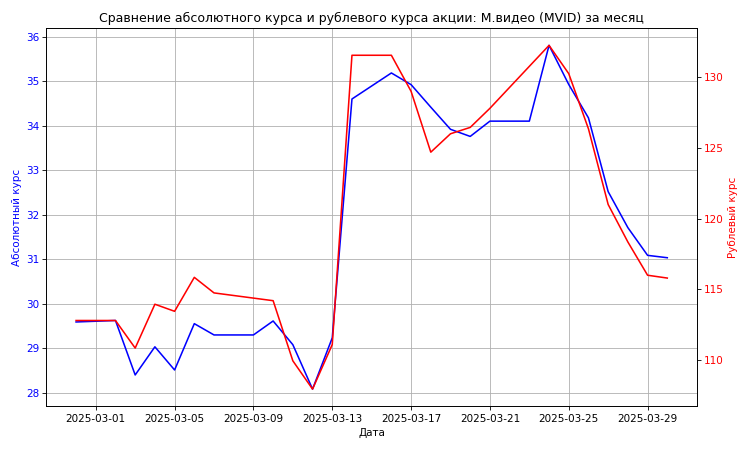 Сравнение абсолютного курса и рублевого курса акции: М.видео (MVID) за месяц
36
35
34
33
32
31
30
29
28
Абсолютный курс
130
125
120
115
110
Рублевый курс
2025-03-01 2025-03-05 2025-03-09 2025-03-13 2025-03-17 2025-03-21 2025-03-25 2025-03-29
Дата